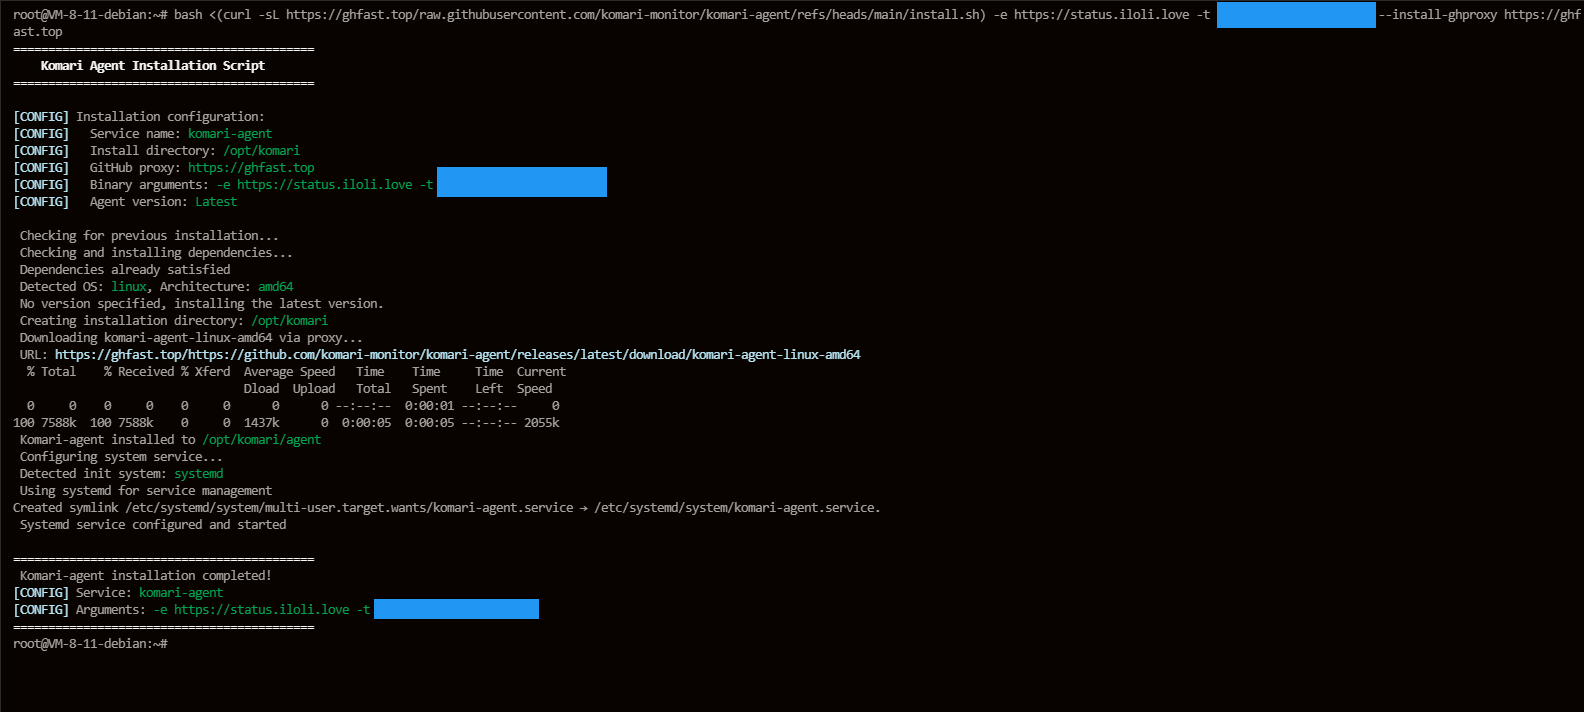 root@VM-8-11-debian:~# bash <(curl -sL https://ghfast.top/raw.githubusercontent.com/komari-monitor/komari-agent/refs/heads/main/install.sh) -e https://status.iloli.love -t --install-ghproxy https://ghf
ast.top
===========================================
    Komari Agent Installation Script
===========================================

[CONFIG] Installation configuration:
[CONFIG]   Service name: komari-agent
[CONFIG]   Install directory: /opt/komari
[CONFIG]   GitHub proxy: https://ghfast.top
[CONFIG]   Binary arguments: -e https://status.iloli.love -t
[CONFIG]   Agent version: Latest

 Checking for previous installation...
 Checking and installing dependencies...
 Dependencies already satisfied
 Detected OS: linux, Architecture: amd64
 No version specified, installing the latest version.
 Creating installation directory: /opt/komari
 Downloading komari-agent-linux-amd64 via proxy...
 URL: https://ghfast.top/https://github.com/komari-monitor/komari-agent/releases/latest/download/komari-agent-linux-amd64
  % Total    % Received % Xferd  Average Speed   Time    Time     Time  Current
                                 Dload  Upload   Total   Spent    Left  Speed
  0     0    0     0    0     0      0      0 --:--:--  0:00:01 --:--:--     0
100 7588k  100 7588k    0     0  1437k      0  0:00:05  0:00:05 --:--:-- 2055k
 Komari-agent installed to /opt/komari/agent
 Configuring system service...
 Detected init system: systemd
 Using systemd for service management
Created symlink /etc/systemd/system/multi-user.target.wants/komari-agent.service → /etc/systemd/system/komari-agent.service.
 Systemd service configured and started

===========================================
 Komari-agent installation completed!
[CONFIG] Service: komari-agent
[CONFIG] Arguments: -e https://status.iloli.love -t
===========================================
root@VM-8-11-debian:~#